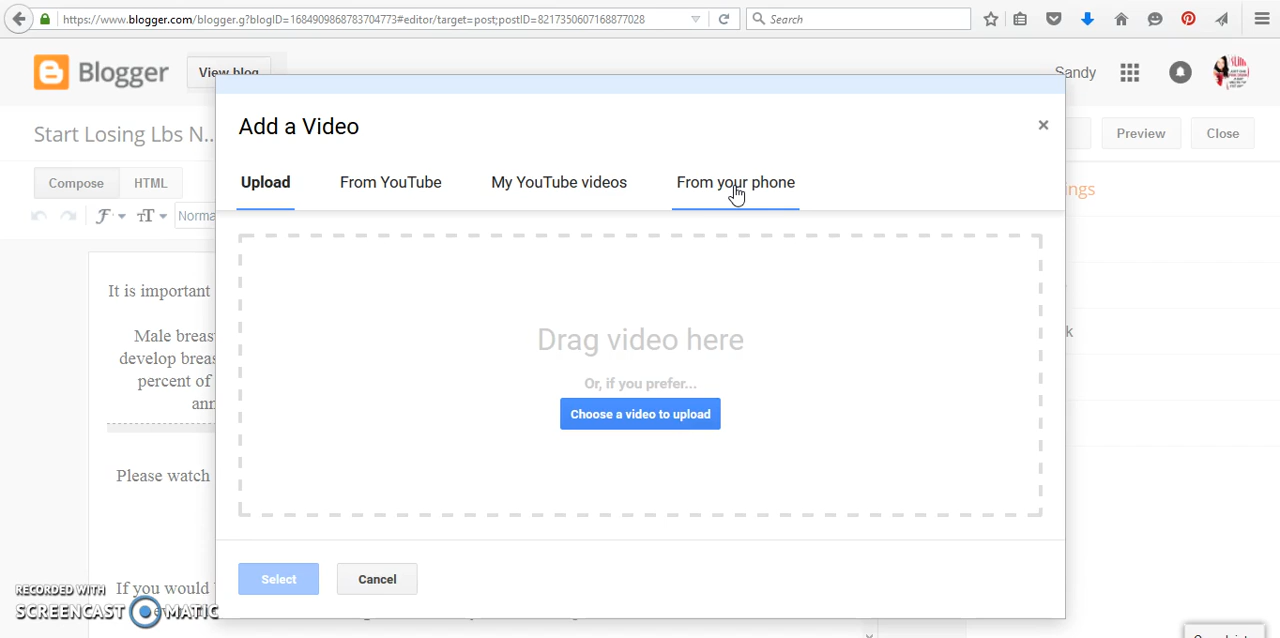 https://www.blogger.com/blogger.g?blogID=1684909868783704773#editor/target=post;postID=8217350607168877028
Search
Blogger
View blog
Sandy
Add a Video
Start Losing Lbs N...
Preview
Close
Upload
From YouTube
My YouTube videos
From your phone
Compose
HTML
ngs
Norma
It is important
Male breas
develop breas
percent of
ann
Drag video here
Or, if you prefer...
Choose a video to upload
Please watch
Select
Cancel
If you would
RECORDED WITH
SCREENCAST MATIC